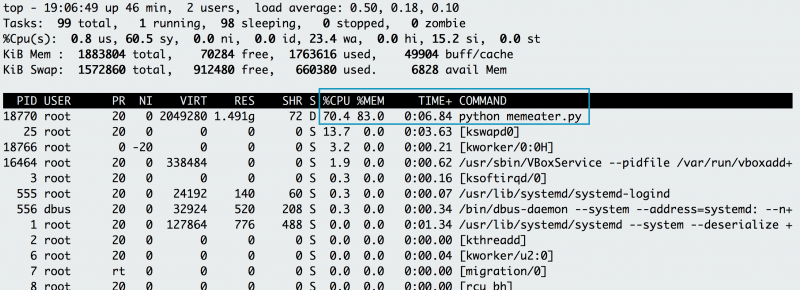 top - 19:06:49 up 46 min,  2 users,  load average: 0.50, 0.18, 0.10
Tasks:  99 total,   1 running,  98 sleeping,   0 stopped,   0 zombie
%Cpu(s):  0.8 us, 60.5 sy,  0.0 ni,  0.0 id, 23.4 wa,  0.0 hi, 15.2 si,  0.0 st
KiB Mem :  1883804 total,    70284 free,  1763616 used,    49904 buff/cache
KiB Swap:  1572860 total,   912480 free,   660380 used.     6828 avail Mem
PID USER      PR  NI    VIRT    RES    SHR S %CPU %MEM     TIME+ COMMAND
18770 root      20   0 2049280 1.491g     72 D 70.4 83.0   0:06.84 python memeater.py
25 root      20   0       0      0      0 S 13.7  0.0   0:03.63 [kswapd0]
18766 root       0 -20       0      0      0 S  3.2  0.0   0:00.21 [kworker/0:0H]
16464 root      20   0  338484      0      0 S  1.9  0.0   0:00.62 /usr/sbin/VBoxService --pidfile /var/run/vboxadd+
3 root      20   0       0      0      0 S  0.3  0.0   0:00.16 [ksoftirqd/0]
555 root      20   0   24192    140     60 S  0.3  0.0   0:00.07 /usr/lib/systemd/systemd-logind
556 dbus      20   0   32924    520    208 S  0.3  0.0   0:00.34 /bin/dbus-daemon --system --address=systemd: --n+
1 root      20   0  127864    776    488 S  0.0  0.0   0:01.34 /usr/lib/systemd/systemd --system --deserialize +
2 root      20   0       0      0      0 S  0.0  0.0   0:00.00 [kthreadd]
6 root      20   0       0      0      0 S  0.0  0.0   0:00.04 [kworker/u2:0]
7 root      rt   0       0      0      0 S  0.0  0.0   0:00.00 [migration/0]
8 root      20   0       0      0      0 S  0.0  0.0   0:00.00 [rcu_bh]